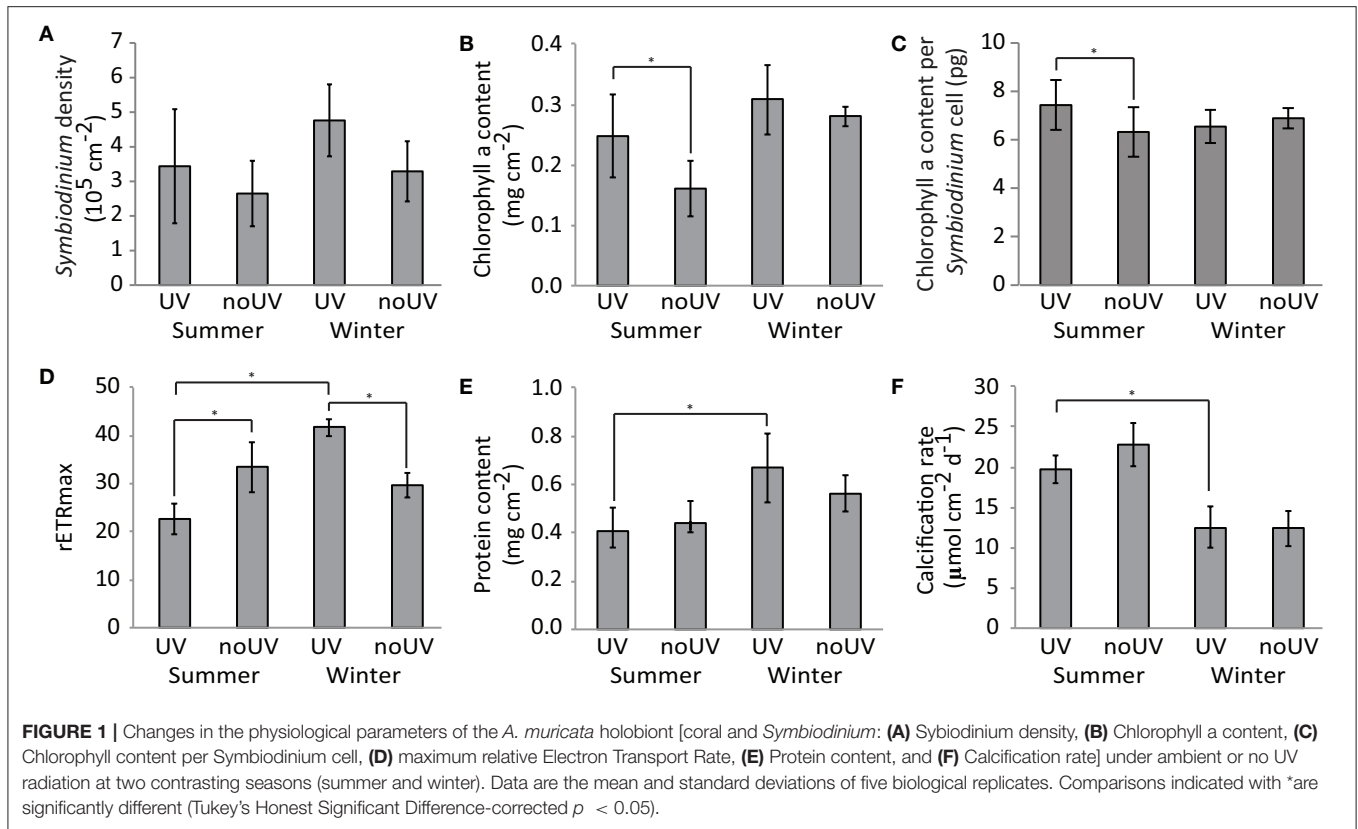 A
Symbiodinium density
(10⁵ cm⁻²)
7
6
5
4
3
2
1
0
UV noUV UV noUV
Summer Winter
B
Chlorophyll a content
(mg cm⁻²)
0.4
0.3
0.2
0.1
0.0
*
UV noUV UV noUV
Summer Winter
C
Chlorophyll a content per
Symbiodinium cell (pg)
10
8
6
4
2
0
*
UV noUV UV noUV
Summer Winter
D
rETRmax
50
40
30
20
10
0
*
*
*
UV noUV UV noUV
Summer Winter
E
Protein content
(mg cm⁻²)
1.0
0.8
0.6
0.4
0.2
0.0
*
UV noUV UV noUV
Summer Winter
F
Calcification rate
(µmol cm⁻² d⁻¹)
30
25
20
15
10
5
0
*
UV noUV UV noUV
Summer Winter
FIGURE 1 | Changes in the physiological parameters of the A. muricata holobiont [coral and Symbiodinium: (A) Sybiodinium density, (B) Chlorophyll a content, (C)
Chlorophyll content per Symbiodinium cell, (D) maximum relative Electron Transport Rate, (E) Protein content, and (F) Calcification rate] under ambient or no UV
radiation at two contrasting seasons (summer and winter). Data are the mean and standard deviations of five biological replicates. Comparisons indicated with *are
significantly different (Tukey's Honest Significant Difference-corrected p < 0.05).